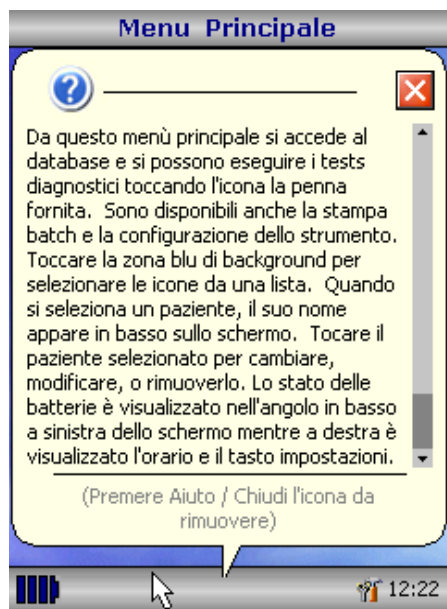 Menu Principale
Da questo menù principale si accede al
database e si possono eseguire i tests
diagnostici toccando l'icona la penna
fornita. Sono disponibili anche la stampa
batch e la configurazione dello strumento.
Toccare la zona blu di background per
selezionare le icone da una lista. Quando
si seleziona un paziente, il suo nome
appare in basso sullo schermo. Tocare il
paziente selezionato per cambiare,
modificare, o rimuoverlo. Lo stato delle
batterie è visualizzato nell'angolo in basso
a sinistra dello schermo mentre a destra è
visualizzato l'orario e il tasto impostazioni.
(Premere Aiuto / Chiudi l'icona da
rimuovere)
12:22